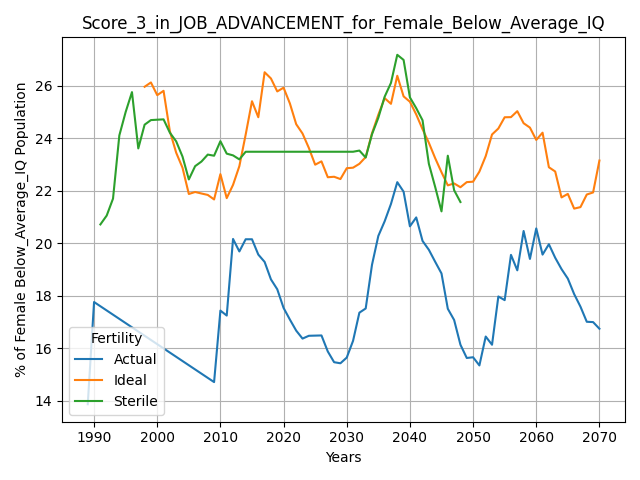 Score_3_in_JOB_ADVANCEMENT_for_Female_Below_Average_IQ
% of Female Below_Average_IQ Population
26
24
22
20
18
16
14
Fertility
Actual
Ideal
Sterile
1990 2000 2010 2020 2030 2040 2050 2060 2070
Years